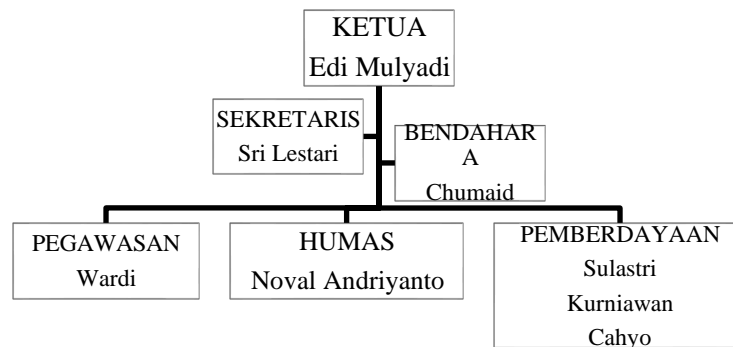 KETUA
Edi Mulyadi
SEKRETARIS
Sri Lestari
BENDAHAR
A
Chumaid
PEGAWASAN
Wardi
HUMAS
Noval Andriyanto
PEMBERDAYAAN
Sulastri
Kurniawan
Cahyo